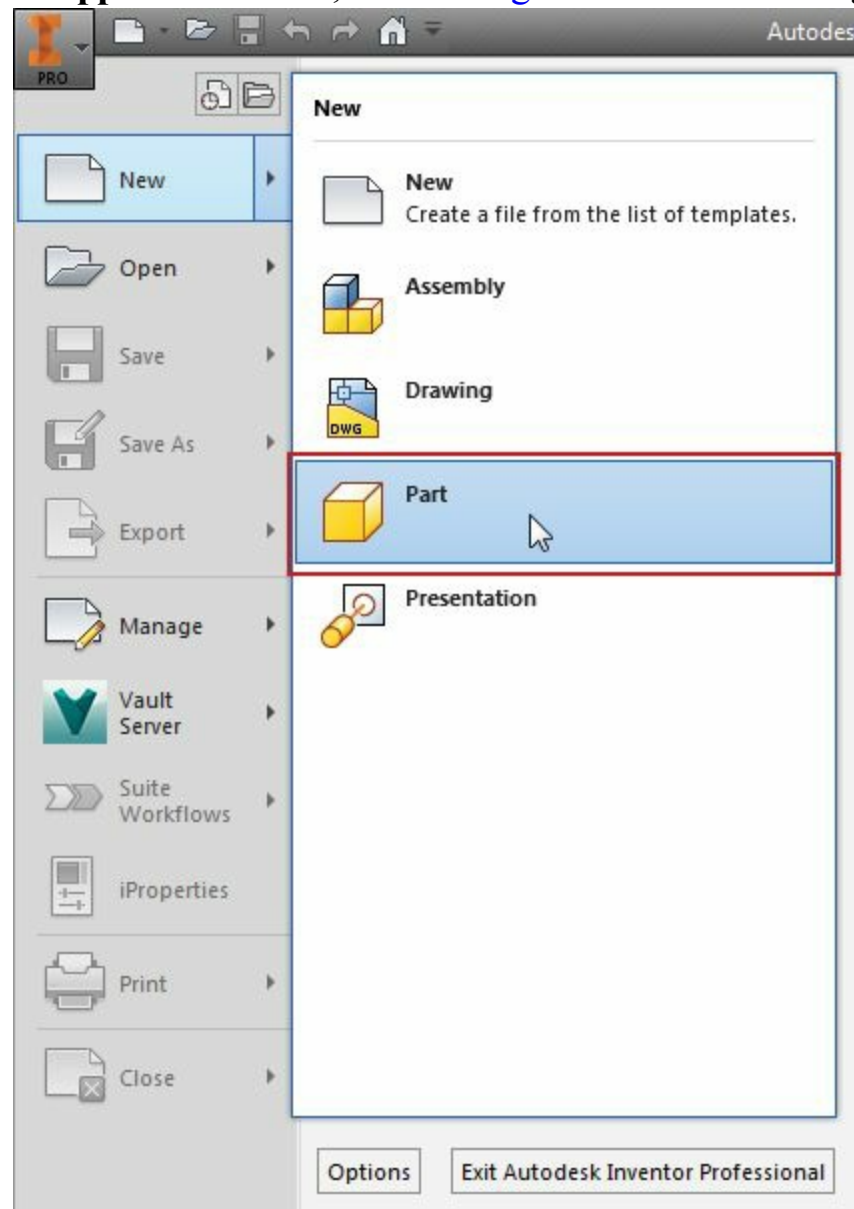 Autodes
PRO
New
New
New
Create a file from the list of templates.
Open
Assembly
Save
Drawing
DWG
Save As
Part
Export
Presentation
Manage
Vault
Server
Suite
Workflows
iProperties
Print
Close
Options
Exit Autodesk Inventor Professional